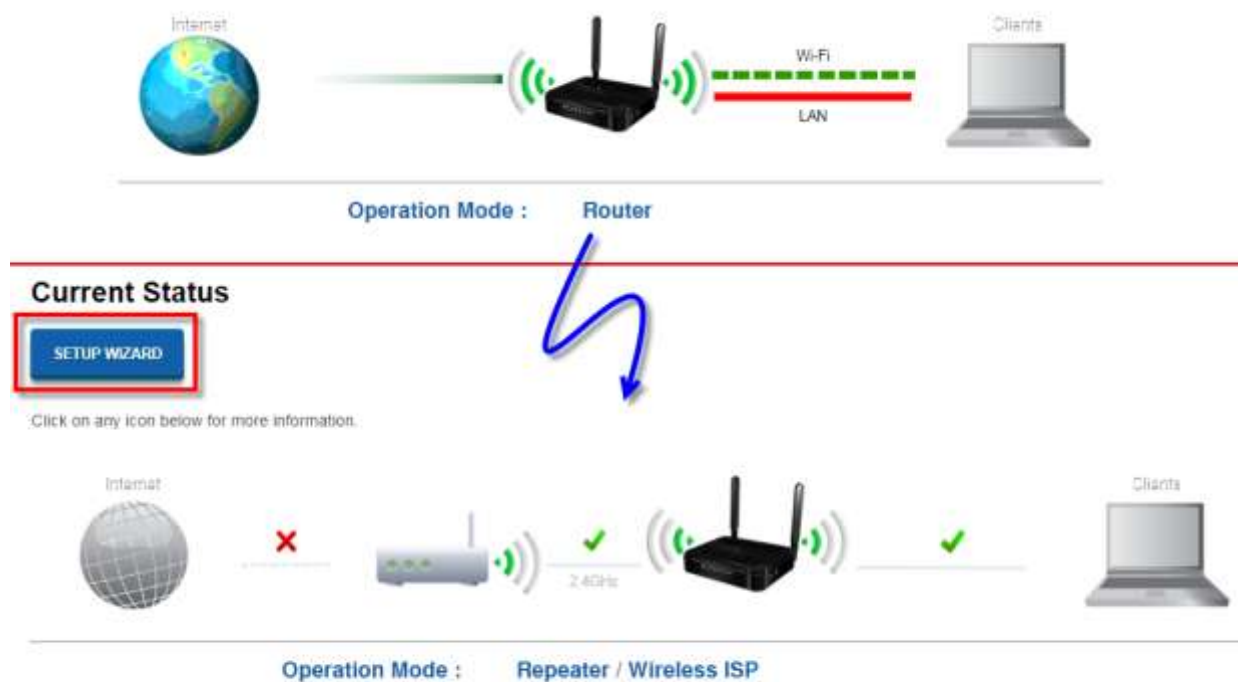 Internet
Clients
Wi-Fi
LAN
Operation Mode : Router
Current Status
SETUP WIZARD
Click on any icon below for more information.
Internet
Clients
2.4GHz
Operation Mode : Repeater / Wireless ISP